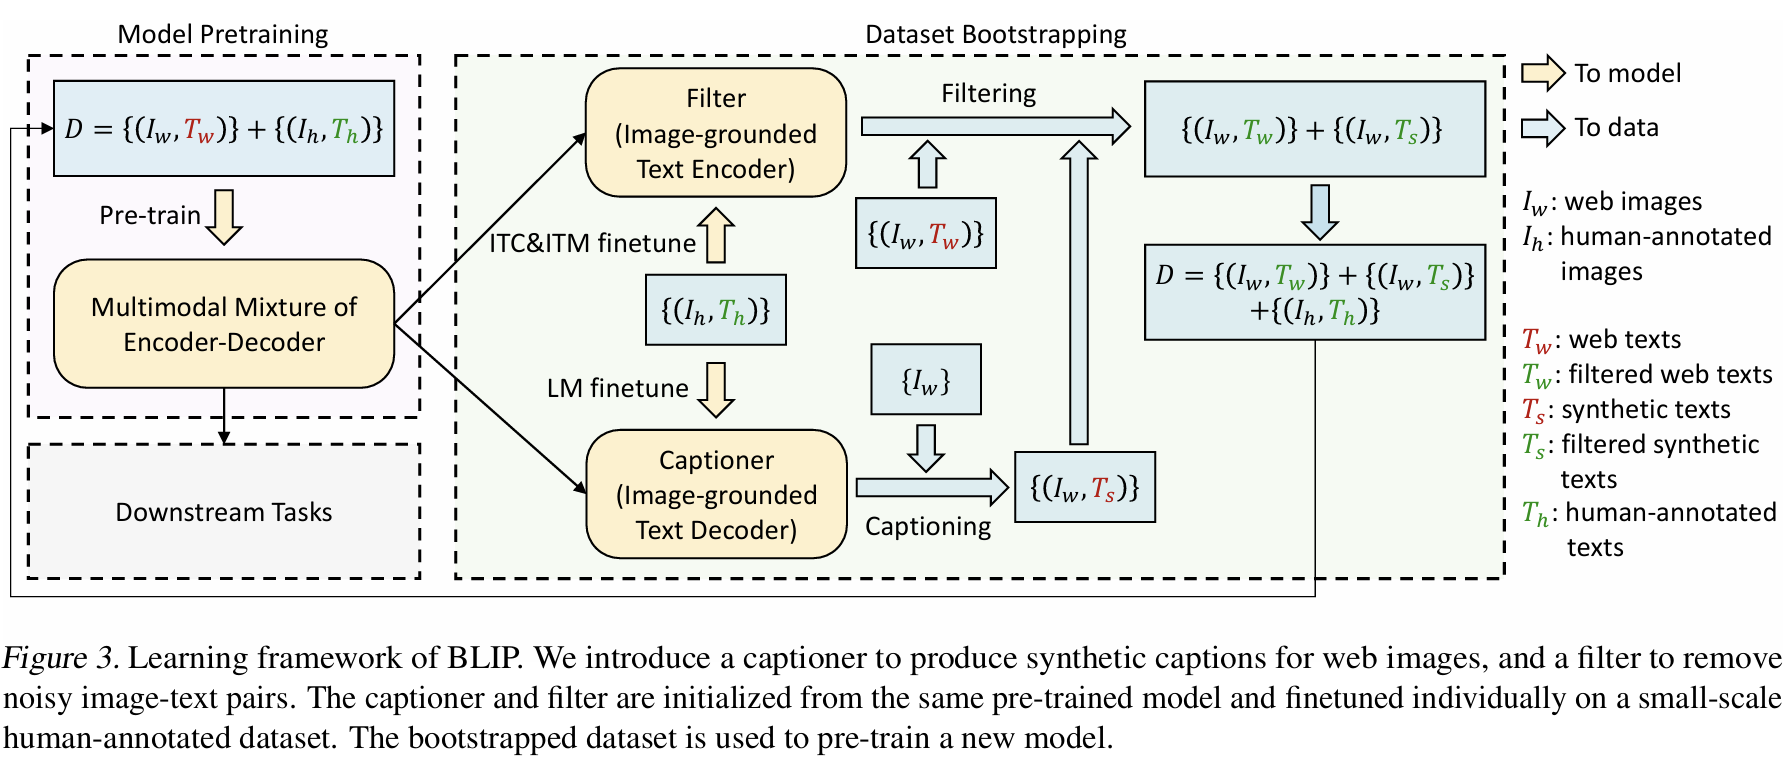 Model Pretraining
D = {(I_w, T_w)} + {(I_h, T_h)}
Pre-train
Multimodal Mixture of
Encoder-Decoder
Downstream Tasks
Dataset Bootstrapping
Filter
(Image-grounded
Text Encoder)
ITC&ITM finetune
{(I_h, T_h)}
LM finetune
Captioner
(Image-grounded
Text Decoder)
Filtering
{(I_w, T_w)}
{I_w}
Captioning
{(I_w, T_s)}
{(I_w, T_w)} + {(I_w, T_s)}
D = {(I_w, T_w)} + {(I_w, T_s)}
+{(I_h, T_h)}
To model
To data
I_w: web images
I_h: human-annotated
images
T_w: web texts
T_w: filtered web texts
T_s: synthetic texts
T_s: filtered synthetic
texts
T_h: human-annotated
texts
Figure 3. Learning framework of BLIP. We introduce a captioner to produce synthetic captions for web images, and a filter to remove
noisy image-text pairs. The captioner and filter are initialized from the same pre-trained model and finetuned individually on a small-scale
human-annotated dataset. The bootstrapped dataset is used to pre-train a new model.